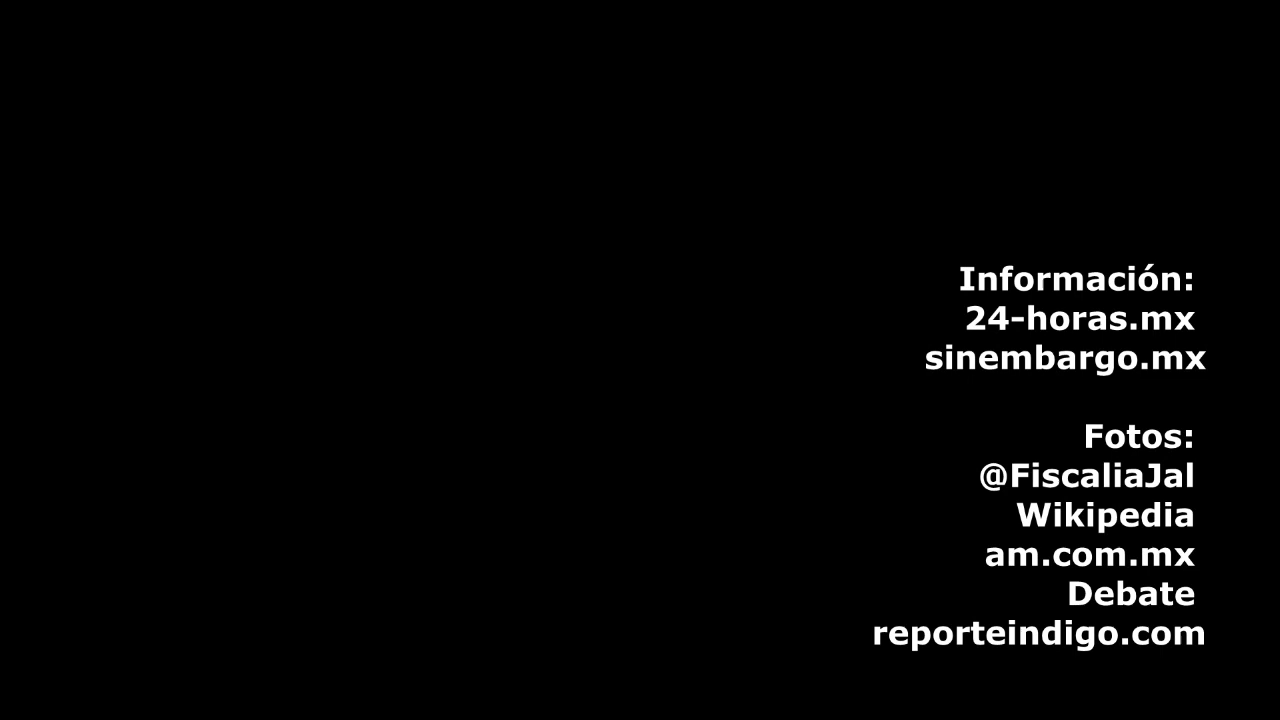 Información:
24-horas.mx
sinembargo.mx
Fotos:
@FiscaliaJal
Wikipedia
am.com.mx
Debate
reporteindigo.com